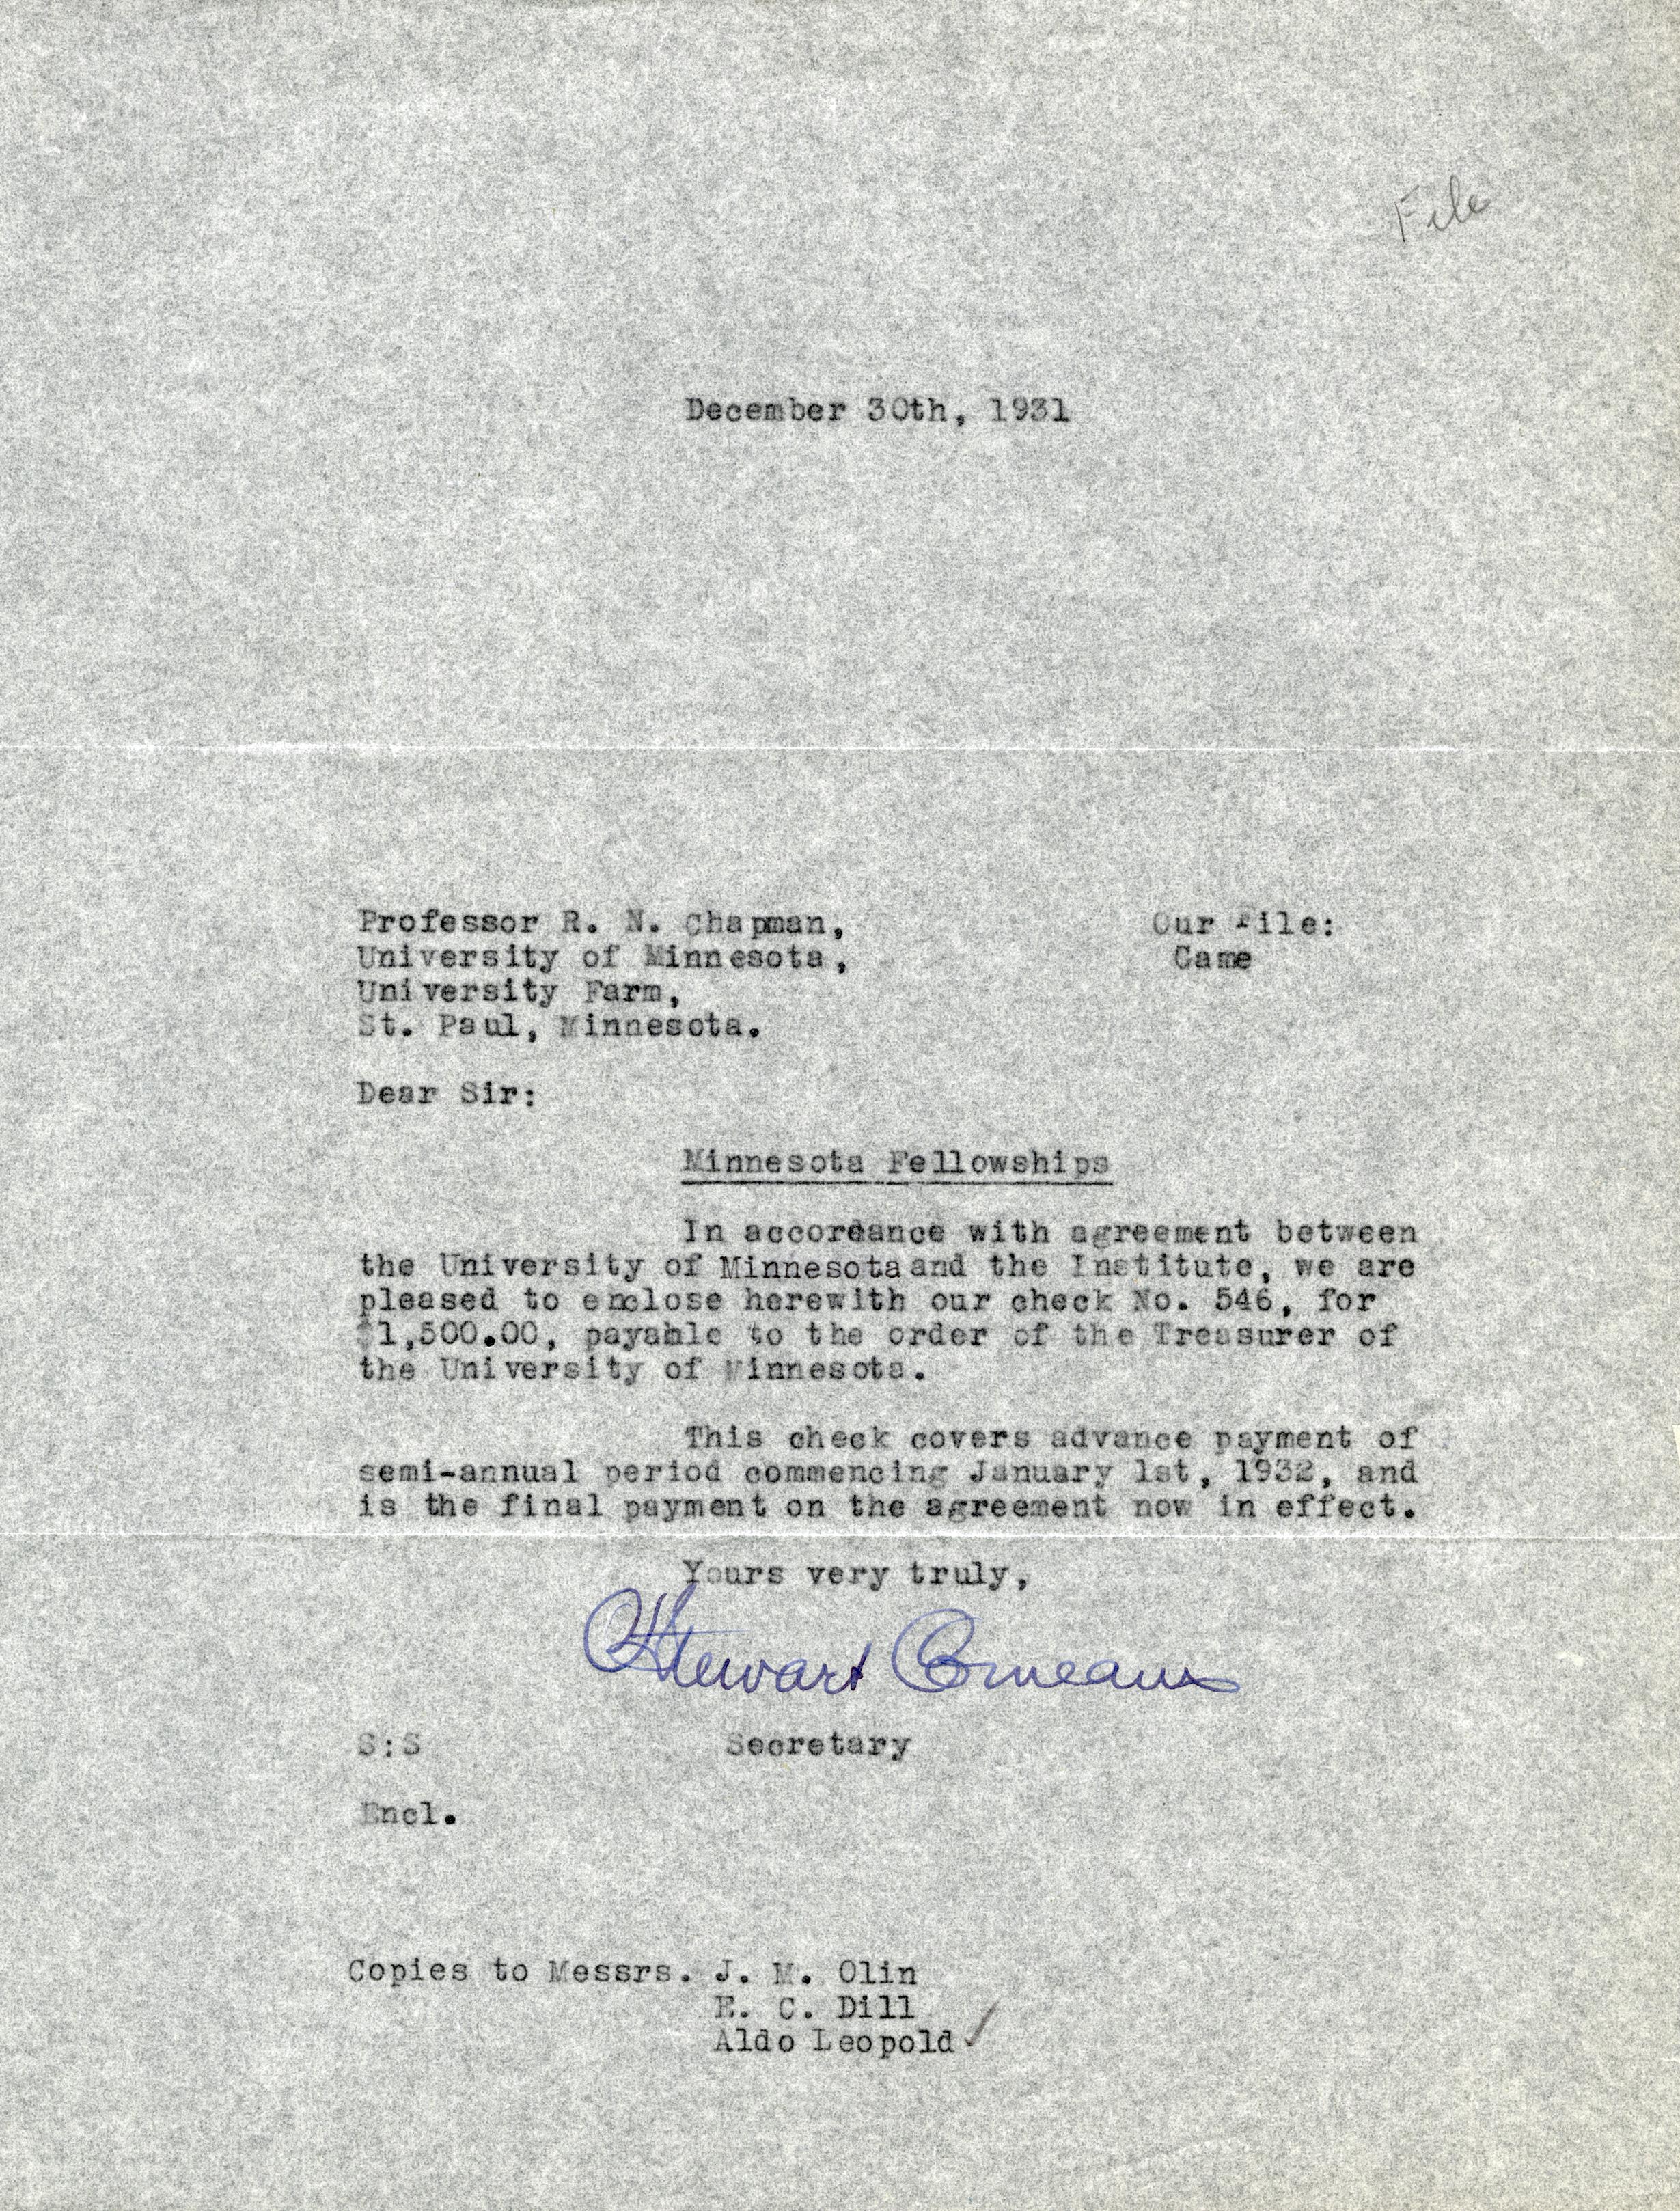 File
December 30th, 1931
Professor R. N. Chapman,
University of Minnesota,
University Farm,
St. Paul, Minnesota.
Our File:
Came
Dear Sir:
Minnesota Fellowships
In accordance with agreement between
the University of Minnesota and the Institute, we are
pleased to enclose herewith our check No. 546, for
$1,500.00, payable to the order of the Treasurer of
the University of Minnesota.
This check covers advance payment of
semi-annual period commencing January 1st, 1932, and
is the final payment on the agreement now in effect.
Yours very truly,
Stewart Comeaux
S:S Secretary
Encl.
Copies to Messrs. J. M. Olin
E. C. Dill
Aldo Leopold ✓